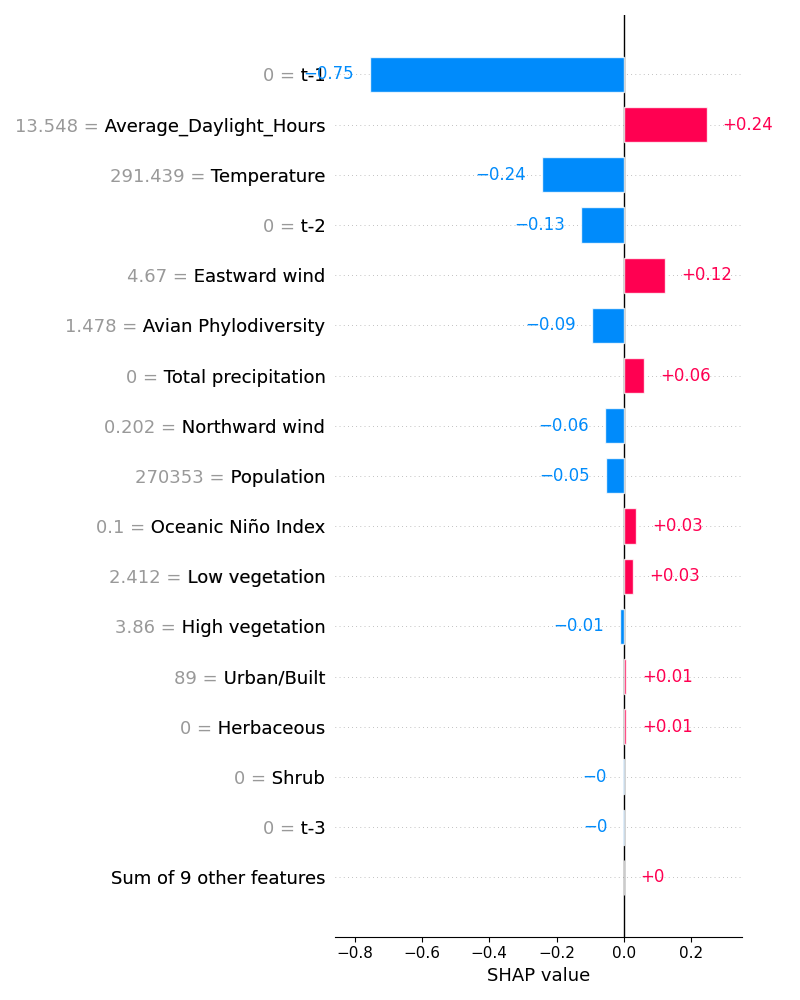 0 = t-1 −0.75
13.548 = Average_Daylight_Hours +0.24
291.439 = Temperature −0.24
0 = t-2 −0.13
4.67 = Eastward wind +0.12
1.478 = Avian Phylodiversity −0.09
0 = Total precipitation +0.06
0.202 = Northward wind −0.06
270353 = Population −0.05
0.1 = Oceanic Niño Index +0.03
2.412 = Low vegetation +0.03
3.86 = High vegetation −0.01
89 = Urban/Built +0.01
0 = Herbaceous +0.01
0 = Shrub −0
0 = t-3 −0
Sum of 9 other features +0
−0.8 −0.6 −0.4 −0.2 0.0 0.2
SHAP value